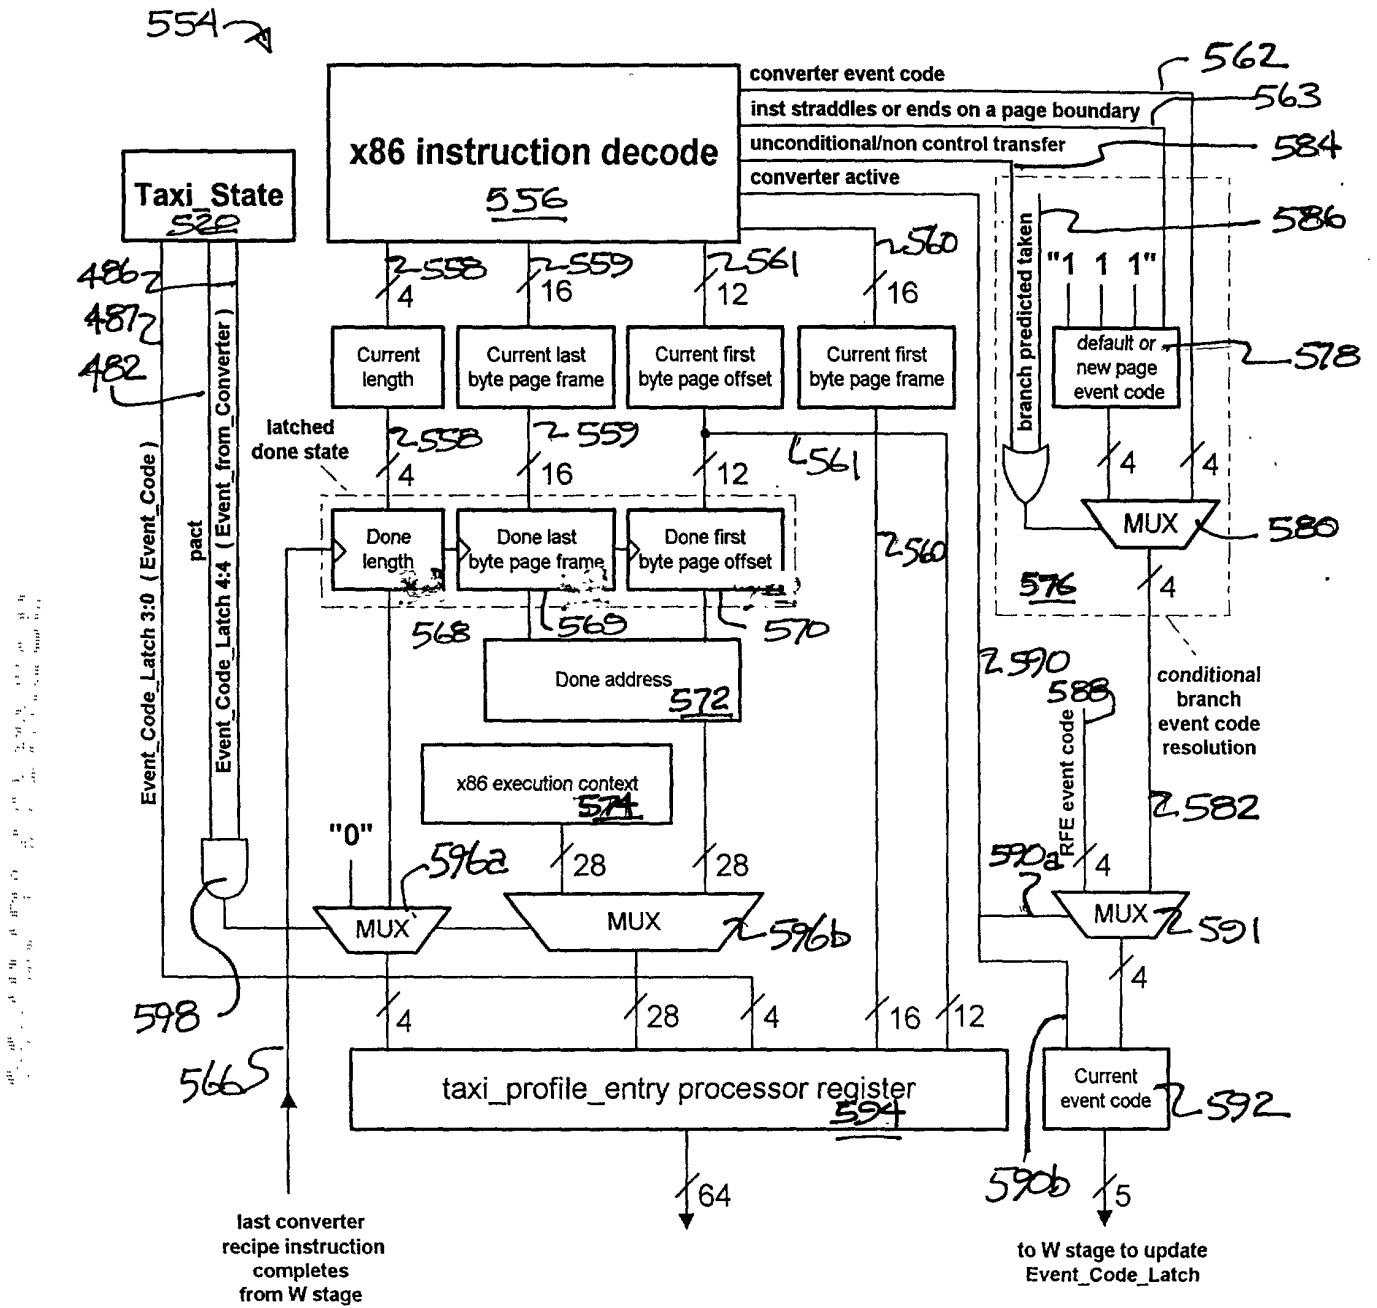 554
converter event code
562
inst straddles or ends on a page boundary
563
unconditional/non control transfer
584
converter active
x86 instruction decode
556
Taxi_State
520
586
branch predicted taken
"1 1 1"
default or
new page
event code
578
486
487
482
558
4
559
16
561
12
560
16
Current
length
Current last
byte page frame
Current first
byte page offset
Current first
byte page frame
latched
done state
558
4
559
16
12
561
4
4
MUX
580
576
4
Done
length
Done last
byte page frame
Done first
byte page offset
560
568
569
570
Event_Code_Latch 3:0 ( Event_Code )
pact
Event_Code_Latch 4:4 ( Event_from_Converter )
Done address
572
590
588
conditional
branch
event code
resolution
x86 execution context
574
RFE event code
582
"0"
28
28
590a
4
596a
MUX
MUX
596b
MUX
591
4
598
4
28
4
16
12
566
taxi_profile_entry processor register
594
Current
event code
592
590b
64
5
last converter
recipe instruction
completes
from W stage
to W stage to update
Event_Code_Latch